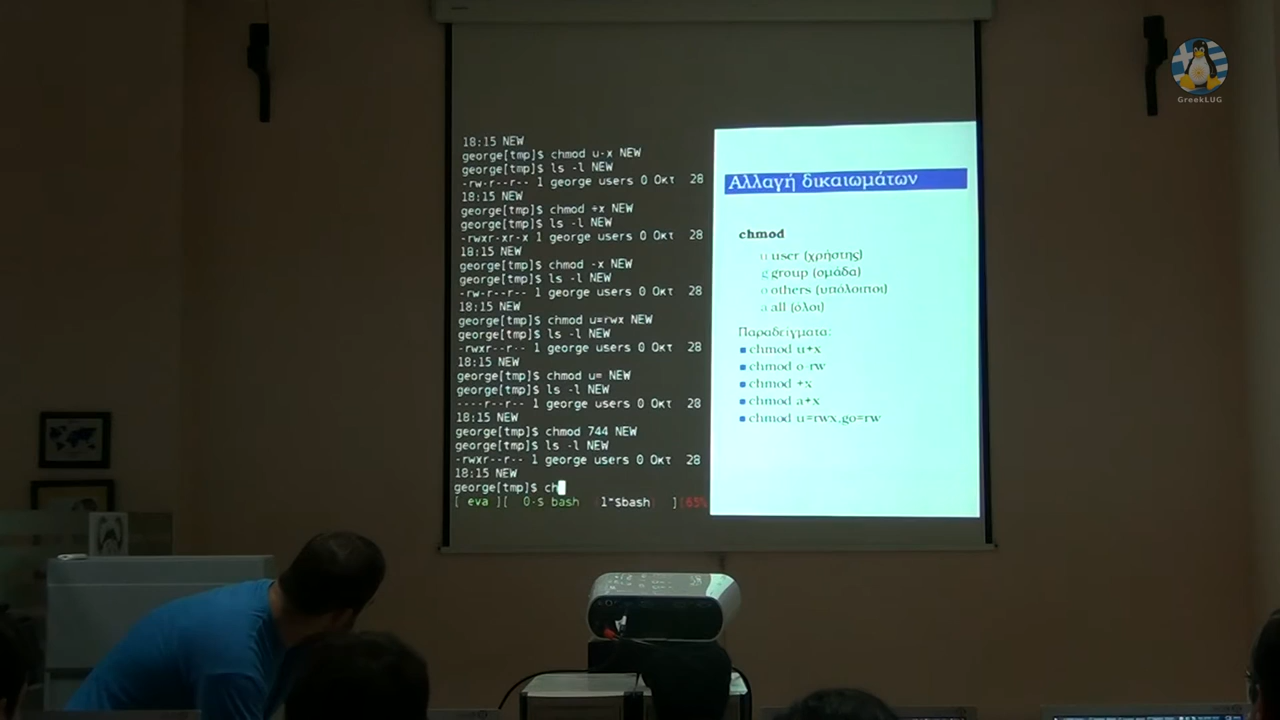 GreekLUG
18:15 NEW
george[tmp]$ chmod u-x NEW
george[tmp]$ ls -l NEW
-rw-r--r-- 1 george users 0 Οκτ 28
18:15 NEW
george[tmp]$ chmod +x NEW
george[tmp]$ ls -l NEW
-rwxr-xr-x 1 george users 0 Οκτ 28
18:15 NEW
george[tmp]$ chmod -x NEW
george[tmp]$ ls -l NEW
-rw-r--r-- 1 george users 0 Οκτ 28
18:15 NEW
george[tmp]$ chmod u=rwx NEW
george[tmp]$ ls -l NEW
-rwxr--r-- 1 george users 0 Οκτ 28
18:15 NEW
george[tmp]$ chmod u= NEW
george[tmp]$ ls -l NEW
----r--r-- 1 george users 0 Οκτ 28
18:15 NEW
george[tmp]$ chmod 744 NEW
george[tmp]$ ls -l NEW
-rwxr--r-- 1 george users 0 Οκτ 28
18:15 NEW
george[tmp]$ ch
[ eva ][ 0-$ bash 1*$bash ][65%
Αλλαγή δικαιωμάτων
chmod
u user (χρήστης)
g group (ομάδα)
o others (υπόλοιποι)
a all (όλοι)
Παραδείγματα:
chmod u+x
chmod o-rw
chmod +x
chmod a+x
chmod u=rwx,go=rw